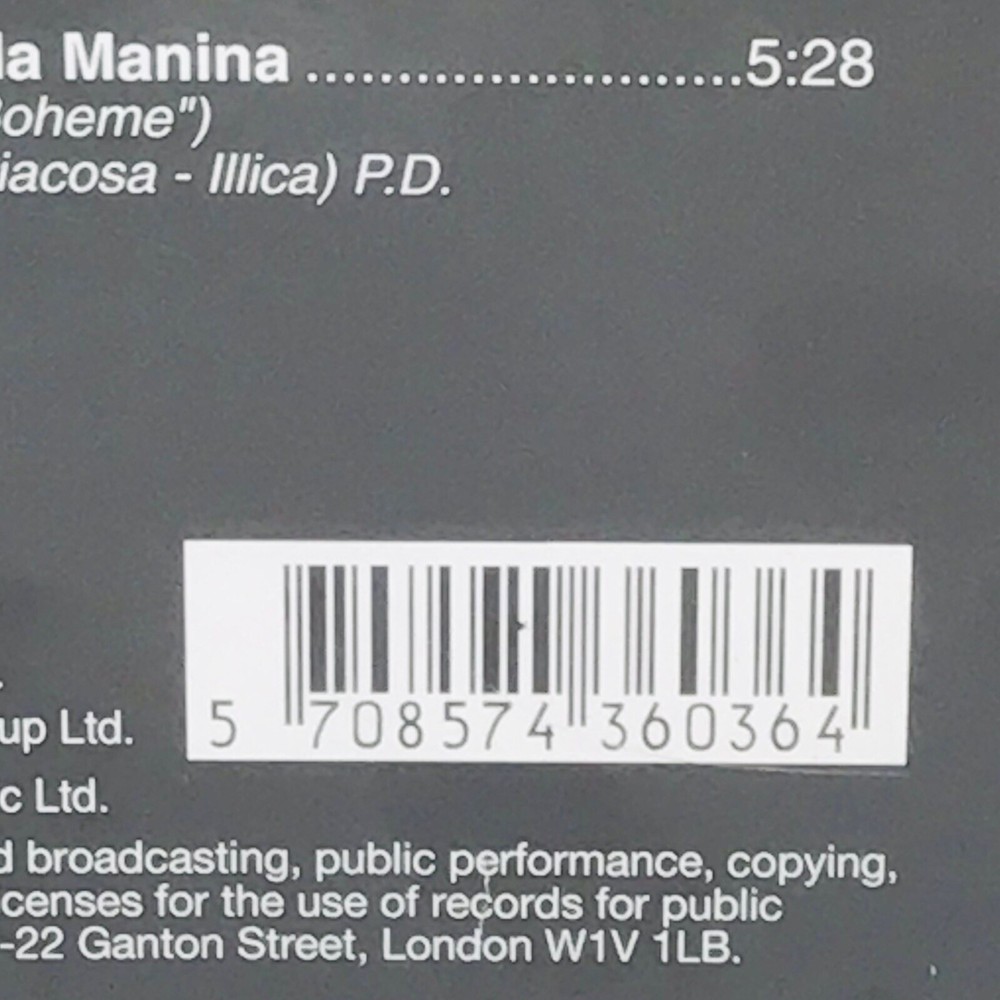 la Manina ........................5:28
oheme")
iacosa - Illica) P.D.
5 708574 360364
up Ltd.
c Ltd.
d broadcasting, public performance, copying,
censes for the use of records for public
-22 Ganton Street, London W1V 1LB.